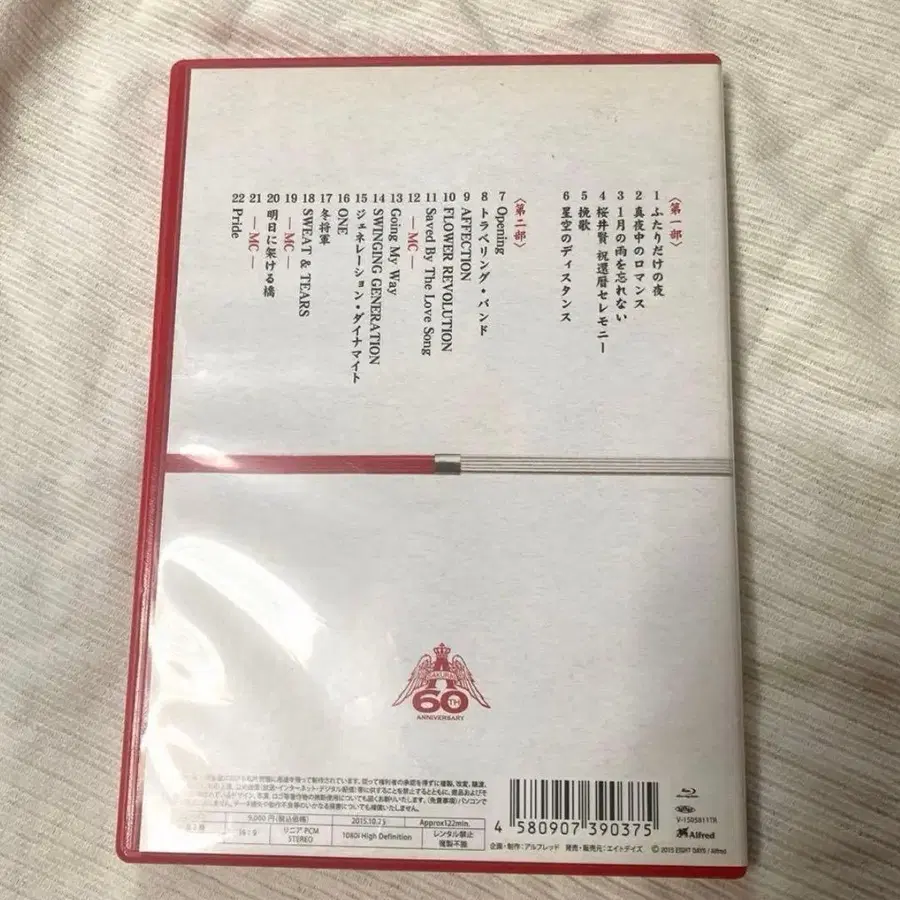 〈第一部〉
1 ふたりだけの夜
2 真夜中のロマンス
3 1月の雨を忘れない
4 桜井賢 祝還暦セレモニー
5 挽歌
6 星空のディスタンス
〈第二部〉
7 Opening
8 トラベリング・バンド
9 AFFECTION
10 FLOWER REVOLUTION
11 Saved By The Love Song
12 ―MC―
13 Going My Way
14 SWINGING GENERATION
15 ジェネレーション・ダイナマイト
16 ONE
17 冬将軍
18 SWEAT & TEARS
19 ―MC―
20 明日に架ける橋
21 ―MC―
22 Pride
SAKURAI
60TH
ANNIVERSARY
9,000円(税込価格)
2015.10.25
Approx122min.
リニアPCM
STEREO
1080i High Definition
レンタル禁止
複製不能
4 580907 390375
V-1505811TR
Alfred
企画・制作：アルフレッド 発売・販売元：エイトデイズ
© 2015 EIGHT DAYS / Alfred